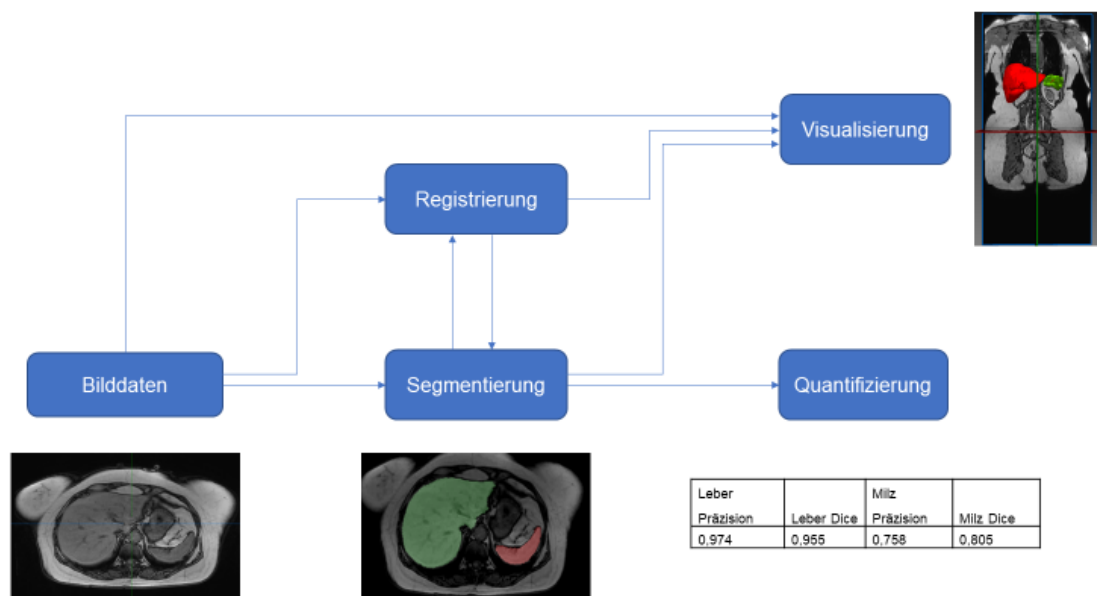 Visualisierung
Registrierung
Bilddaten
Segmentierung
Quantifizierung
Leber Präzision
Leber Dice
Milz Präzision
Milz Dice
0,974
0,955
0,758
0,805